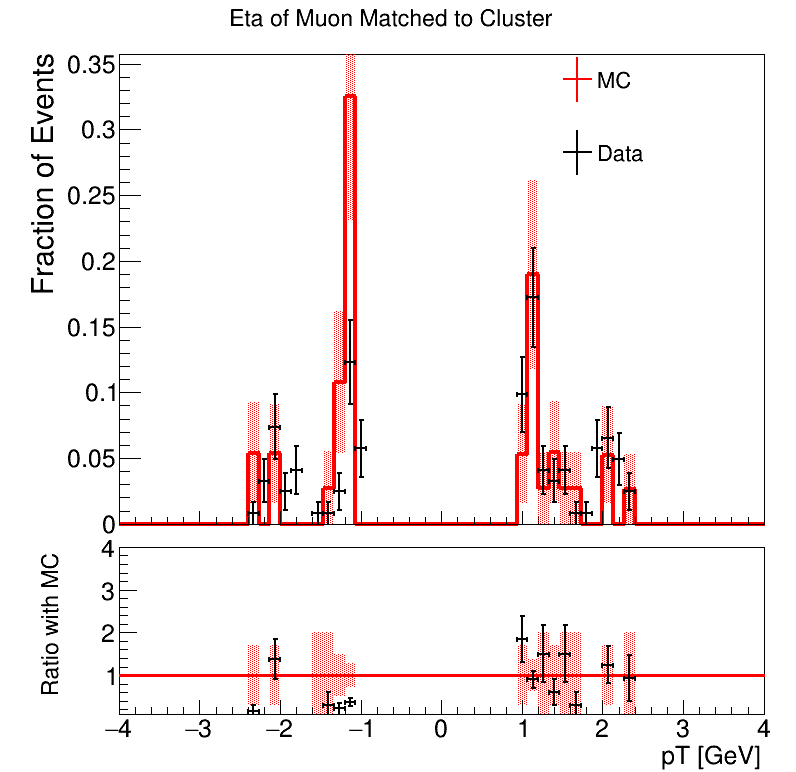 Eta of Muon Matched to Cluster
Fraction of Events
0.35
0.3
0.25
0.2
0.15
0.1
0.05
0
MC
Data
Ratio with MC
4
3
2
1
−4 −3 −2 −1 0 1 2 3 4
pT [GeV]